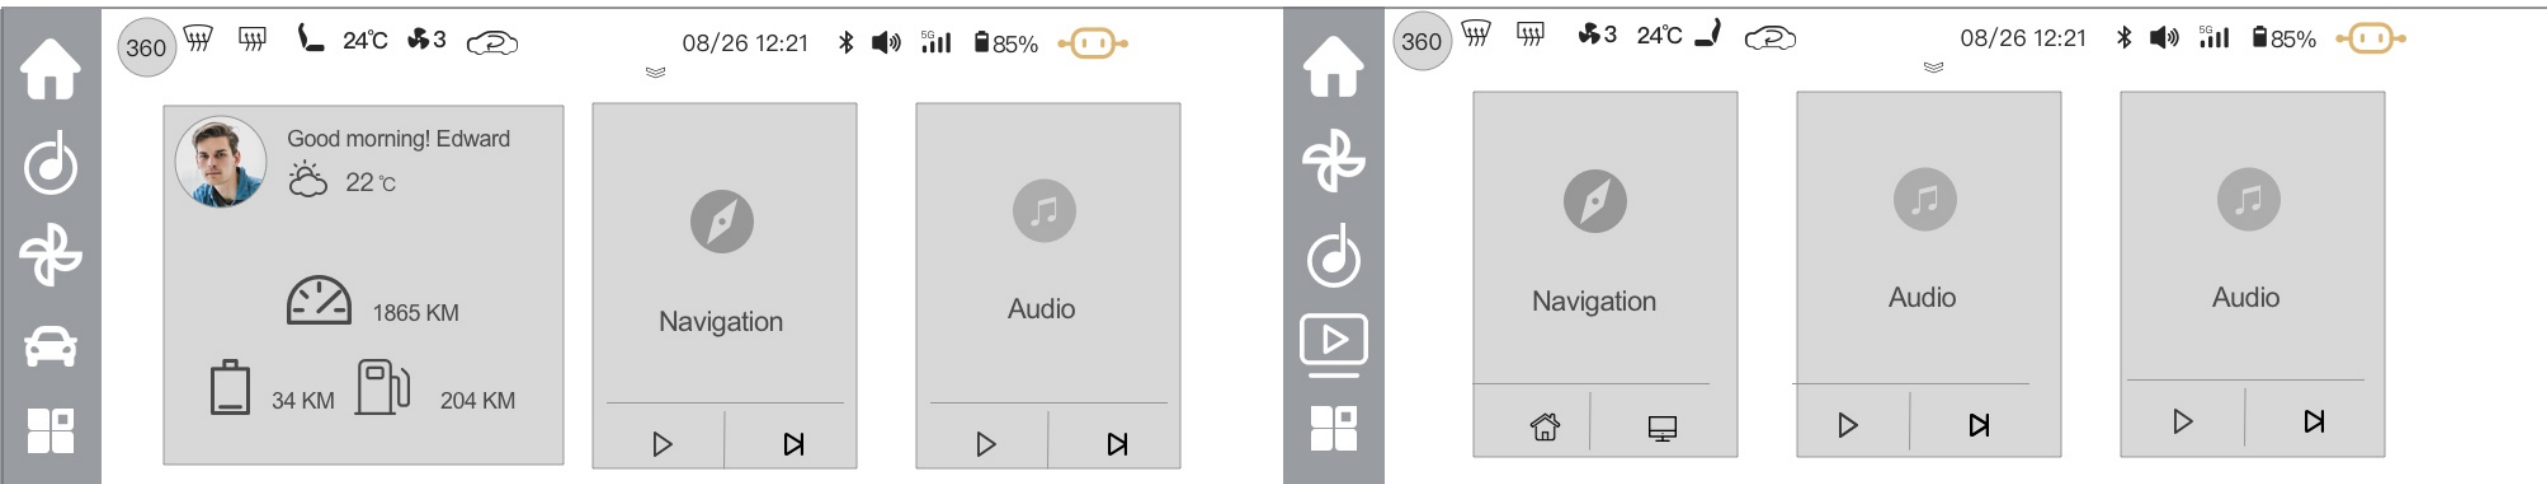 360 24℃ 3 08/26 12:21 5G 85%
Good morning! Edward
22 ℃
1865 KM
34 KM 204 KM
Navigation
Audio
360 3 24℃ 08/26 12:21 5G 85%
Navigation
Audio
Audio